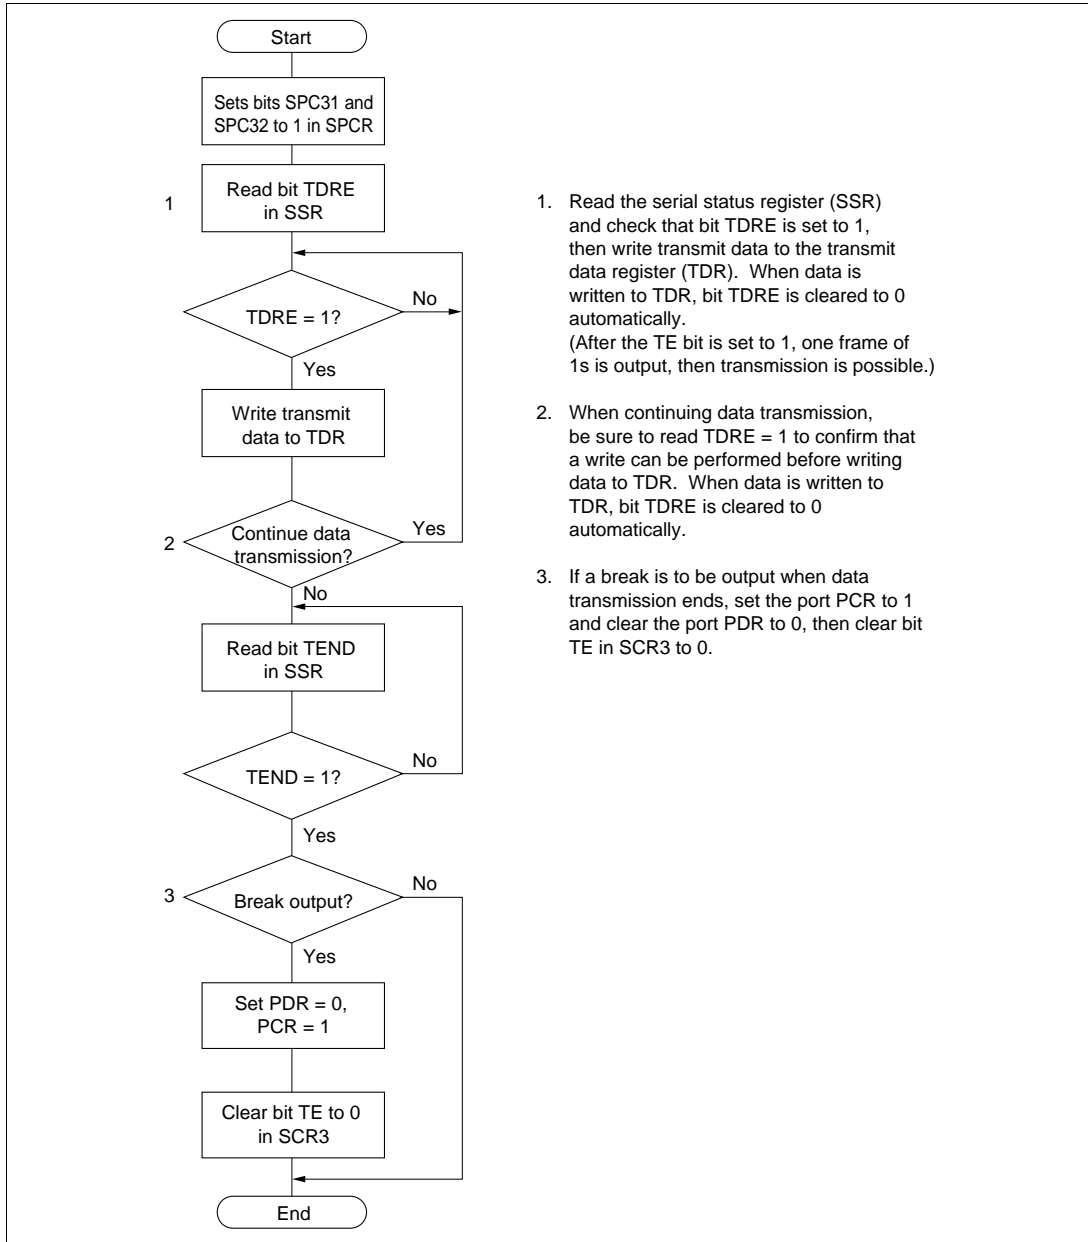 Start
Sets bits SPC31 and
SPC32 to 1 in SPCR
1
Read bit TDRE
in SSR
TDRE = 1?
No
Yes
Write transmit
data to TDR
2
Continue data
transmission?
Yes
No
Read bit TEND
in SSR
TEND = 1?
No
Yes
3
Break output?
No
Yes
Set PDR = 0,
PCR = 1
Clear bit TE to 0
in SCR3
End
1. Read the serial status register (SSR)
and check that bit TDRE is set to 1,
then write transmit data to the transmit
data register (TDR). When data is
written to TDR, bit TDRE is cleared to 0
automatically.
(After the TE bit is set to 1, one frame of
1s is output, then transmission is possible.)
2. When continuing data transmission,
be sure to read TDRE = 1 to confirm that
a write can be performed before writing
data to TDR. When data is written to
TDR, bit TDRE is cleared to 0
automatically.
3. If a break is to be output when data
transmission ends, set the port PCR to 1
and clear the port PDR to 0, then clear bit
TE in SCR3 to 0.